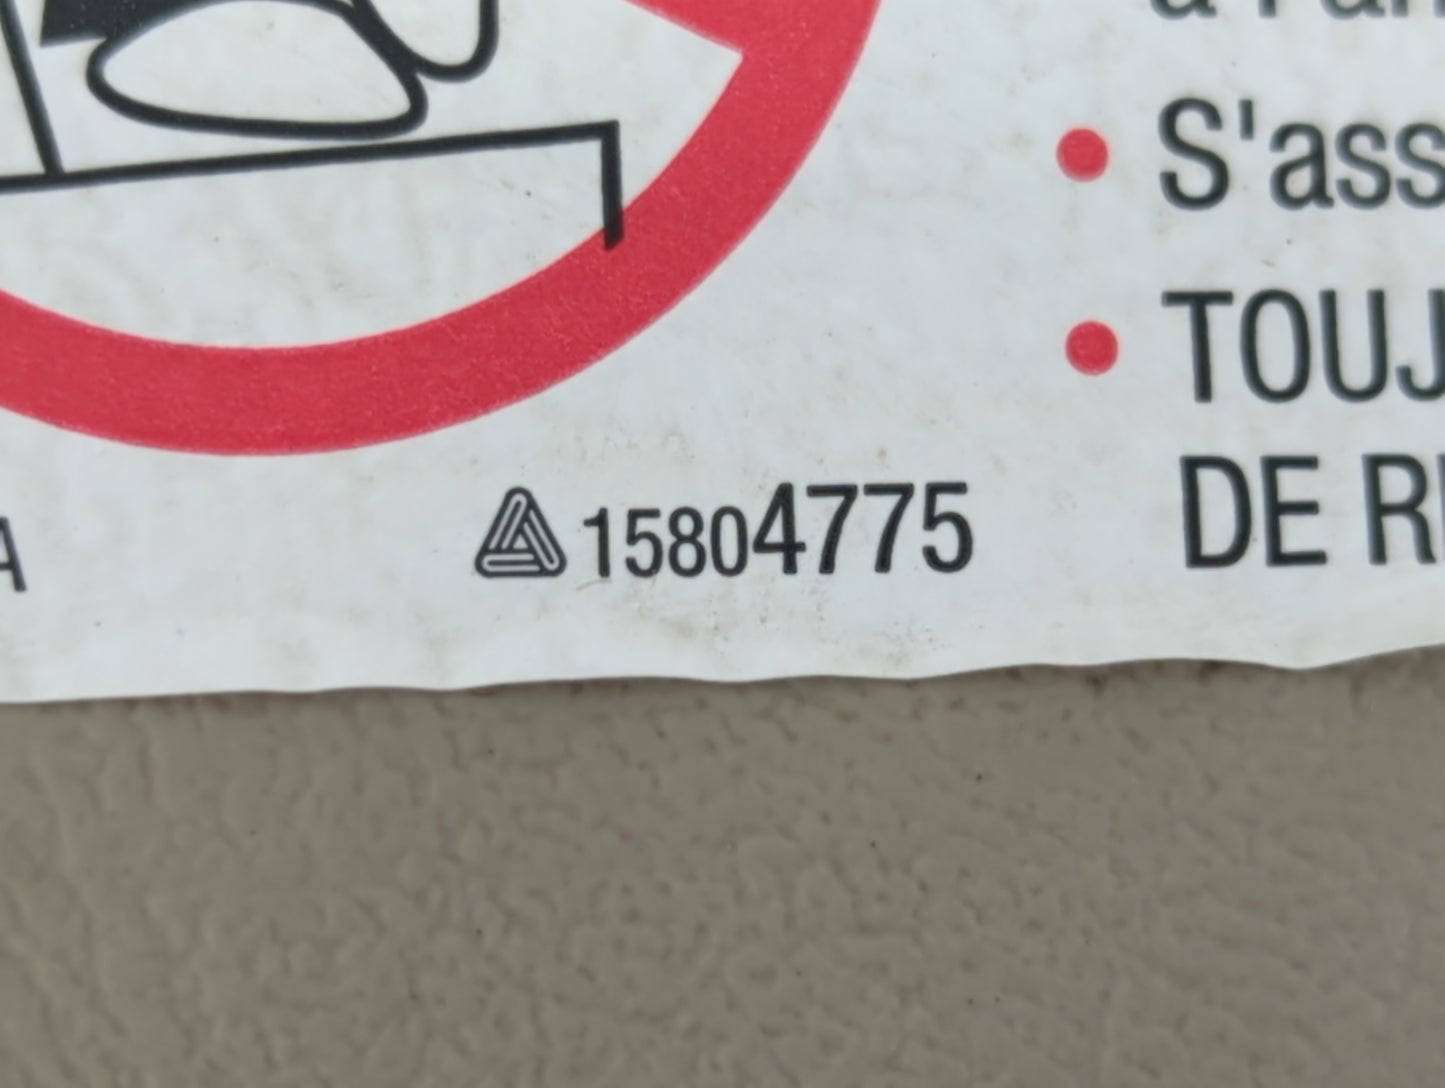 S'ass
TOUJ
DE R
A
15804775